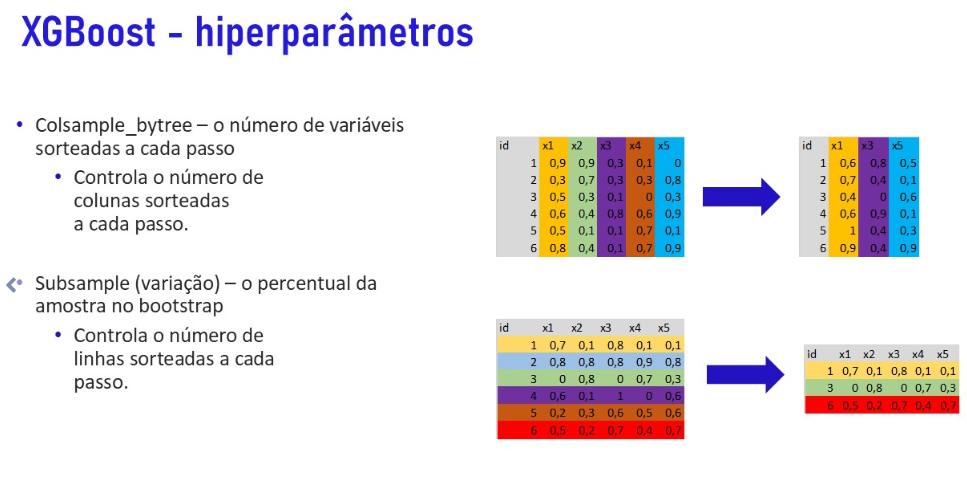 XGBoost - hiperparâmetros
• Colsample_bytree – o número de variáveis
sorteadas a cada passo
• Controla o número de
colunas sorteadas
a cada passo.
• Subsample (variação) – o percentual da
amostra no bootstrap
• Controla o número de
linhas sorteadas a cada
passo.
id x1 x2 x3 x4 x5
1 0,9 0,9 0,3 0,1 0
2 0,3 0,7 0,3 0,3 0,8
3 0,5 0,3 0,1 0 0,3
4 0,6 0,4 0,8 0,6 0,9
5 0,5 0,1 0,1 0,7 0,1
6 0,8 0,4 0,1 0,7 0,9
id x1 x3 x5
1 0,6 0,8 0,5
2 0,7 0,4 0,1
3 0,4 0 0,6
4 0,6 0,9 0,1
5 1 0,4 0,3
6 0,9 0,4 0,9
id x1 x2 x3 x4 x5
1 0,7 0,1 0,8 0,1 0,1
2 0,8 0,8 0,8 0,9 0,8
3 0 0,8 0 0,7 0,3
4 0,6 0,1 1 0 0,6
5 0,2 0,3 0,6 0,5 0,6
6 0,5 0,2 0,7 0,4 0,7
id x1 x2 x3 x4 x5
1 0,7 0,1 0,8 0,1 0,1
3 0 0,8 0 0,7 0,3
6 0,5 0,2 0,7 0,4 0,7